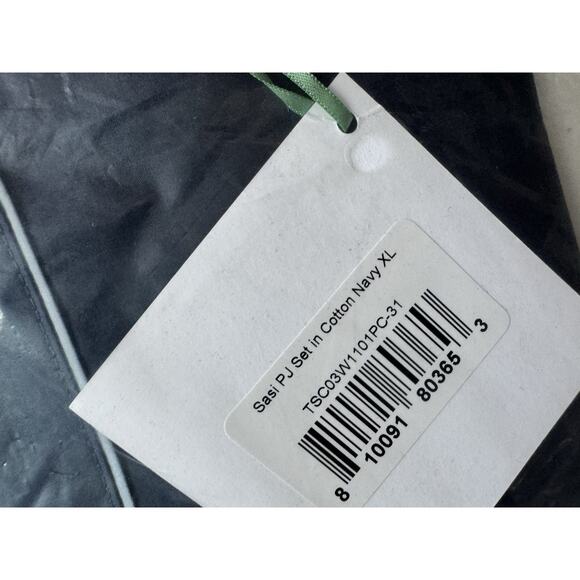 Sasi PJ Set in Cotton Navy XL
TSC03W1101PC-31
8 10091 80365 3